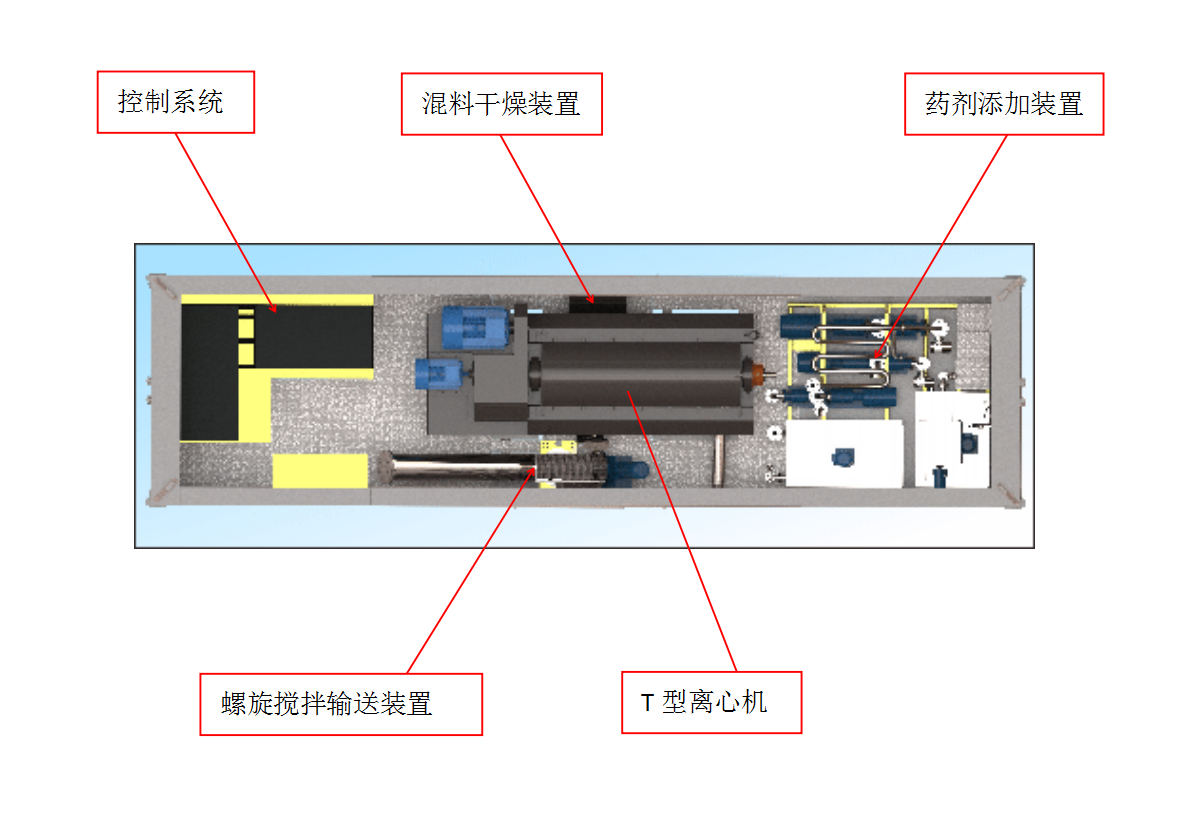 控制系统
混料干燥装置
药剂添加装置
螺旋搅拌输送装置
T 型离心机